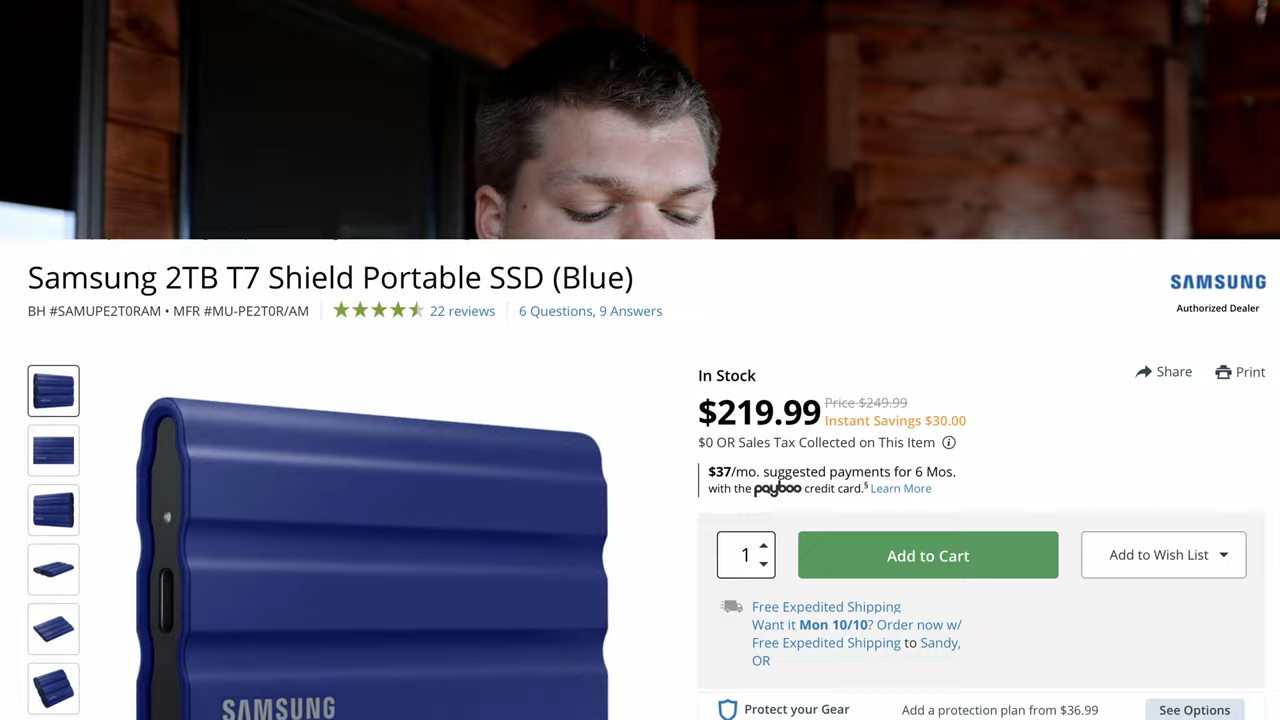 Samsung 2TB T7 Shield Portable SSD (Blue)
SAMSUNG
Authorized Dealer
BH #SAMUPE2T0RAM • MFR #MU-PE2T0R/AM
22 reviews
6 Questions, 9 Answers
In Stock
Share
Print
$219.99
Price $249.99
Instant Savings $30.00
$0 OR Sales Tax Collected on This Item
$37/mo. suggested payments for 6 Mos.
with the payboo credit card.§ Learn More
1
Add to Cart
Add to Wish List
Free Expedited Shipping
Want it Mon 10/10? Order now w/
Free Expedited Shipping to Sandy,
OR
SAMSUNG
Protect your Gear
Add a protection plan from $36.99
See Options